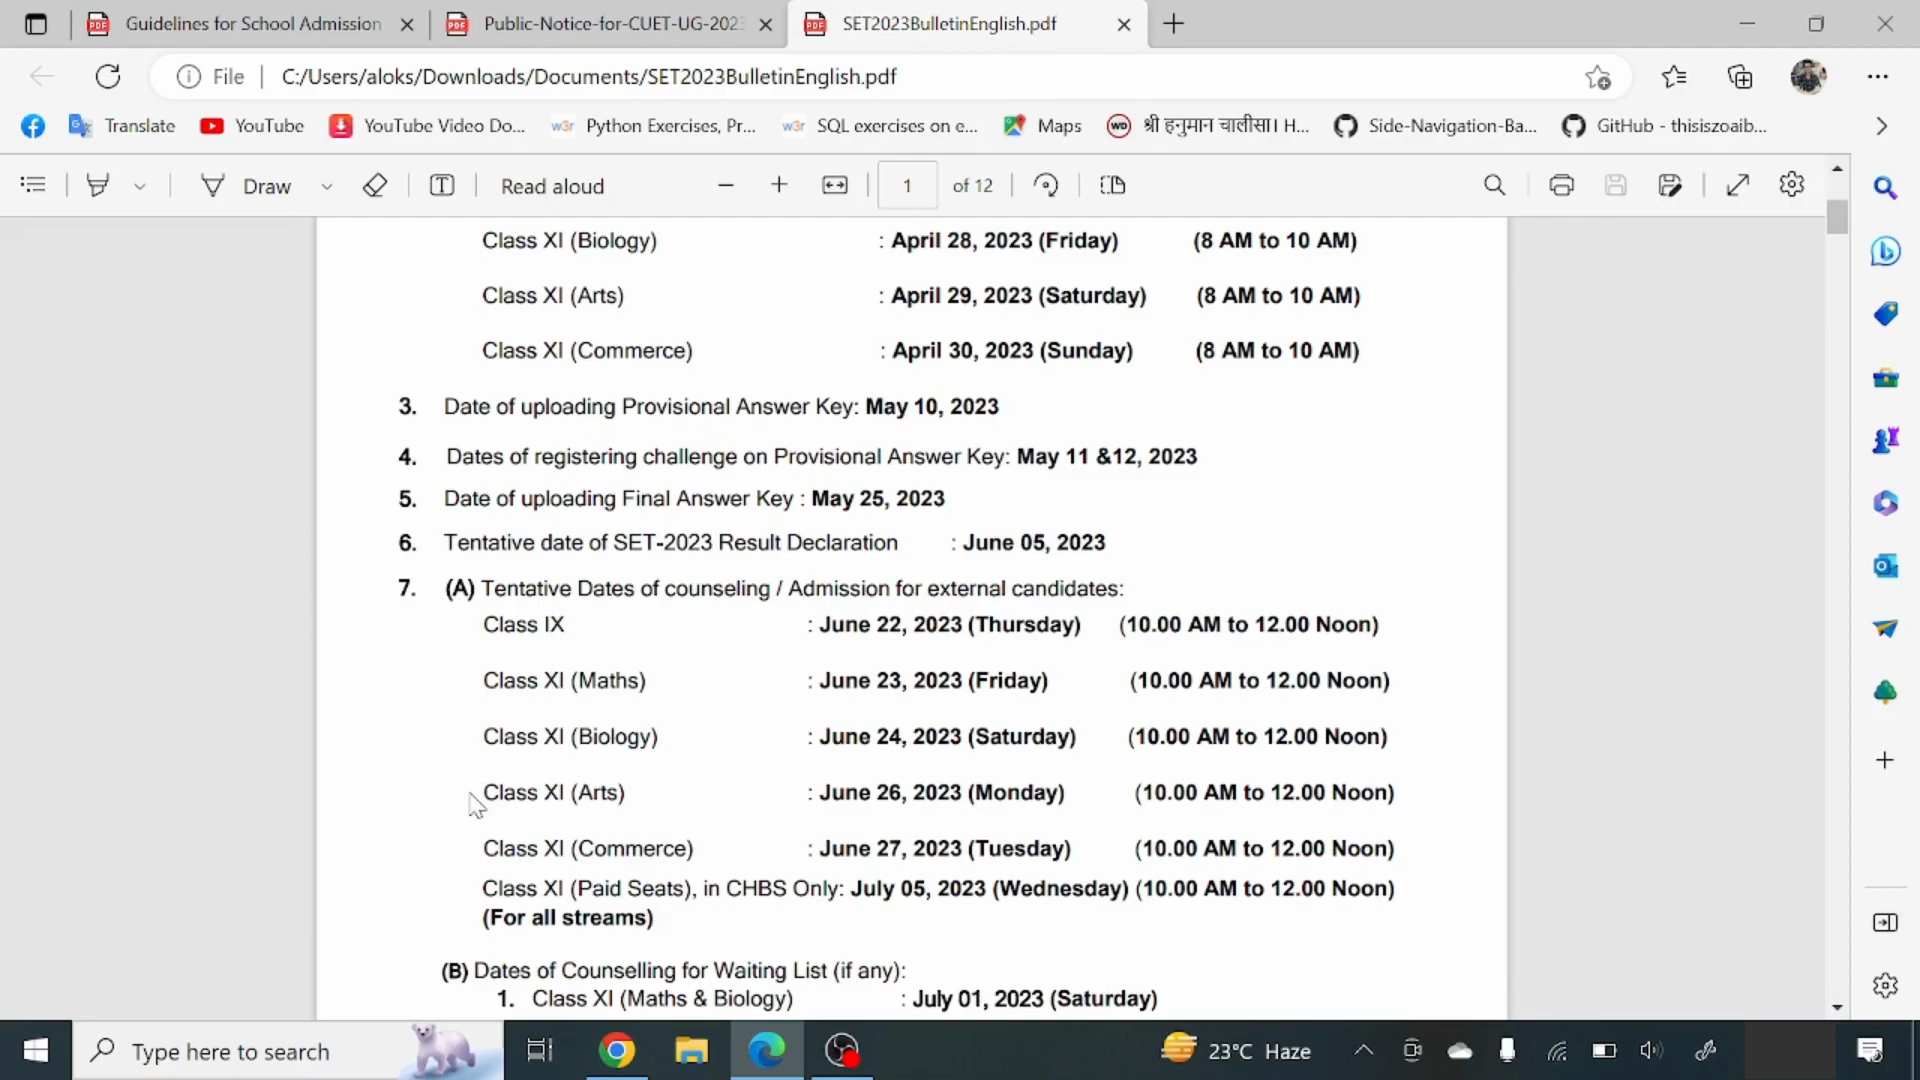 Guidelines for School Admission
Public-Notice-for-CUET-UG-2023
SET2023BulletinEnglish.pdf
File
C:/Users/aloks/Downloads/Documents/SET2023BulletinEnglish.pdf
Translate
YouTube
YouTube Video Do...
w3r Python Exercises, Pr...
w3r SQL exercises on e...
Maps
WD श्री हनुमान चालीसा। H...
Side-Navigation-Ba...
GitHub - thisiszoaib...
Draw
Read aloud
1 of 12
Class XI (Biology) : April 28, 2023 (Friday) (8 AM to 10 AM)
Class XI (Arts) : April 29, 2023 (Saturday) (8 AM to 10 AM)
Class XI (Commerce) : April 30, 2023 (Sunday) (8 AM to 10 AM)
3. Date of uploading Provisional Answer Key: May 10, 2023
4. Dates of registering challenge on Provisional Answer Key: May 11 &12, 2023
5. Date of uploading Final Answer Key : May 25, 2023
6. Tentative date of SET-2023 Result Declaration : June 05, 2023
7. (A) Tentative Dates of counseling / Admission for external candidates:
Class IX : June 22, 2023 (Thursday) (10.00 AM to 12.00 Noon)
Class XI (Maths) : June 23, 2023 (Friday) (10.00 AM to 12.00 Noon)
Class XI (Biology) : June 24, 2023 (Saturday) (10.00 AM to 12.00 Noon)
Class XI (Arts) : June 26, 2023 (Monday) (10.00 AM to 12.00 Noon)
Class XI (Commerce) : June 27, 2023 (Tuesday) (10.00 AM to 12.00 Noon)
Class XI (Paid Seats), in CHBS Only: July 05, 2023 (Wednesday) (10.00 AM to 12.00 Noon)
(For all streams)
(B) Dates of Counselling for Waiting List (if any):
1. Class XI (Maths & Biology) : July 01, 2023 (Saturday)
Type here to search
23°C Haze